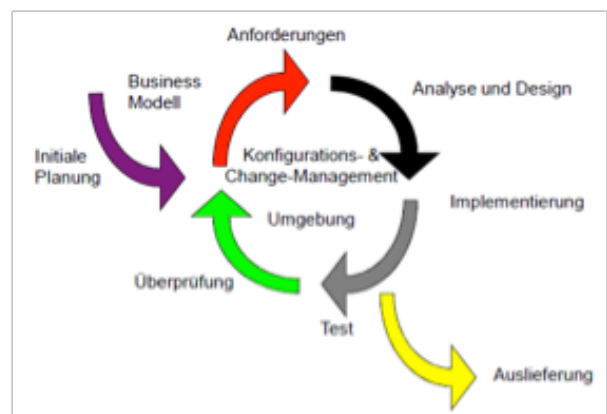 Anforderungen
Business
Modell
Analyse und Design
Initiale
Planung
Konfigurations- &
Change-Management
Implementierung
Umgebung
Überprüfung
Test
Auslieferung